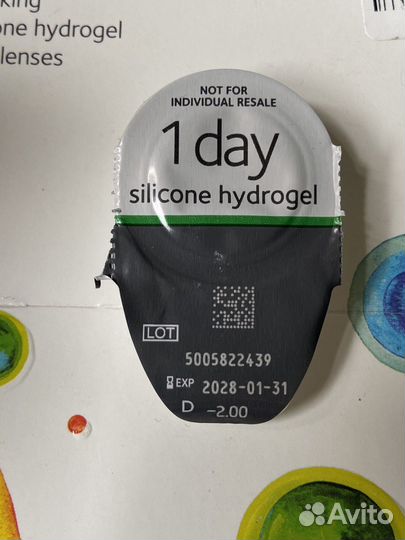 king
one hydrogel
lenses
NOT FOR
INDIVIDUAL RESALE
1 day
silicone hydrogel
LOT
5005822439
EXP 2028-01-31
D -2.00
Avito